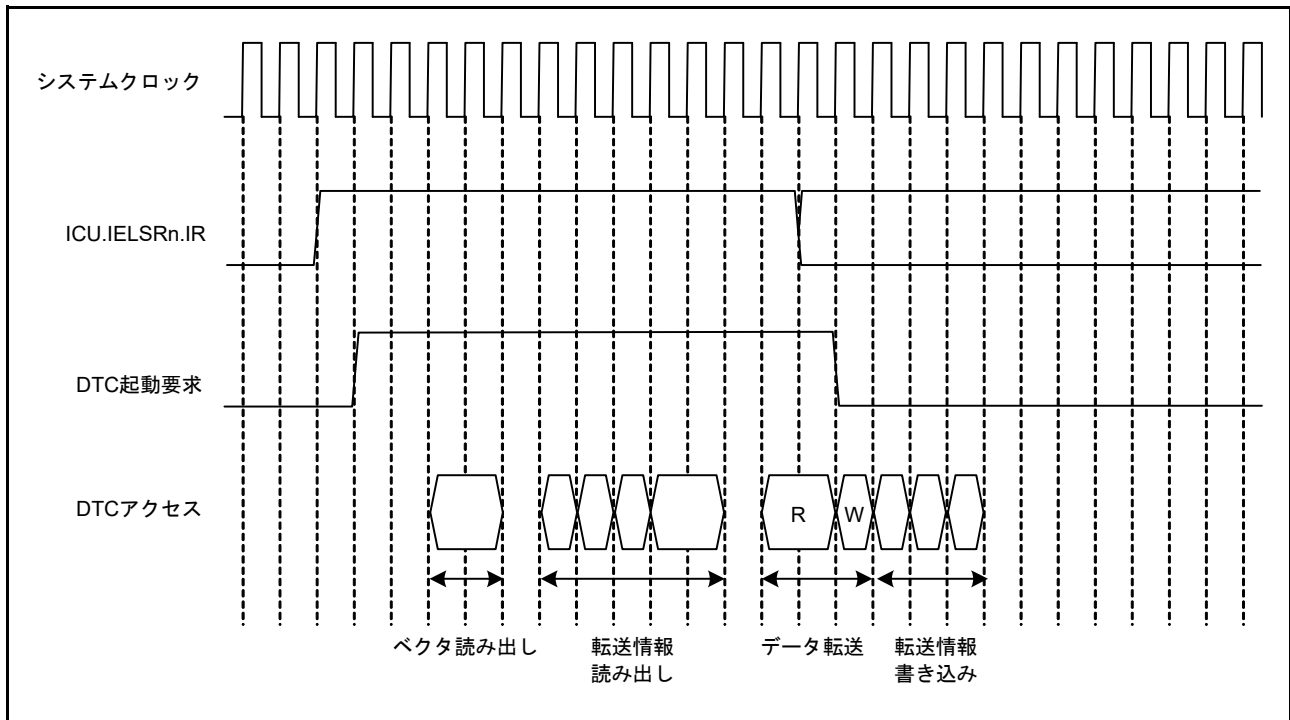 システムクロック
ICU.IELSRn.IR
DTC起動要求
DTCアクセス
R
W
ベクタ読み出し
転送情報
読み出し
データ転送
転送情報
書き込み